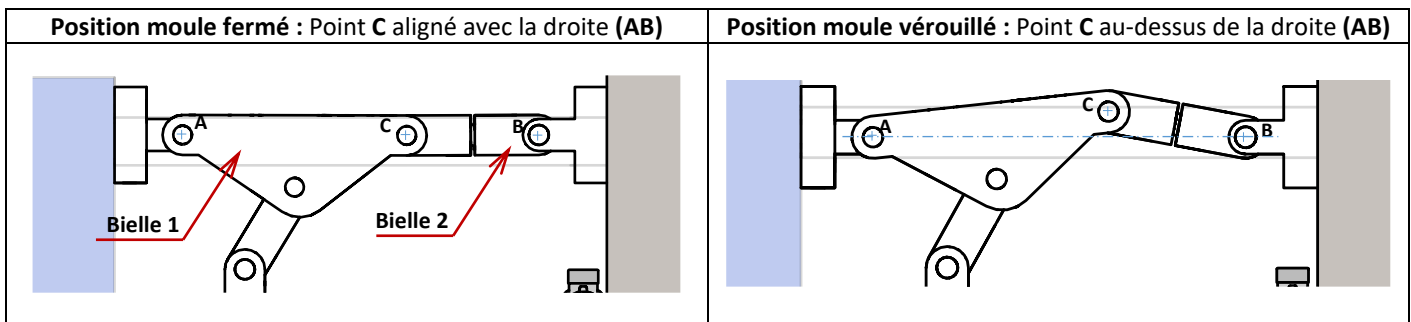 Position moule fermé : Point C aligné avec la droite (AB)
Position moule vérouillé : Point C au-dessus de la droite (AB)
A
C
B
Bielle 1
Bielle 2
A
C
B